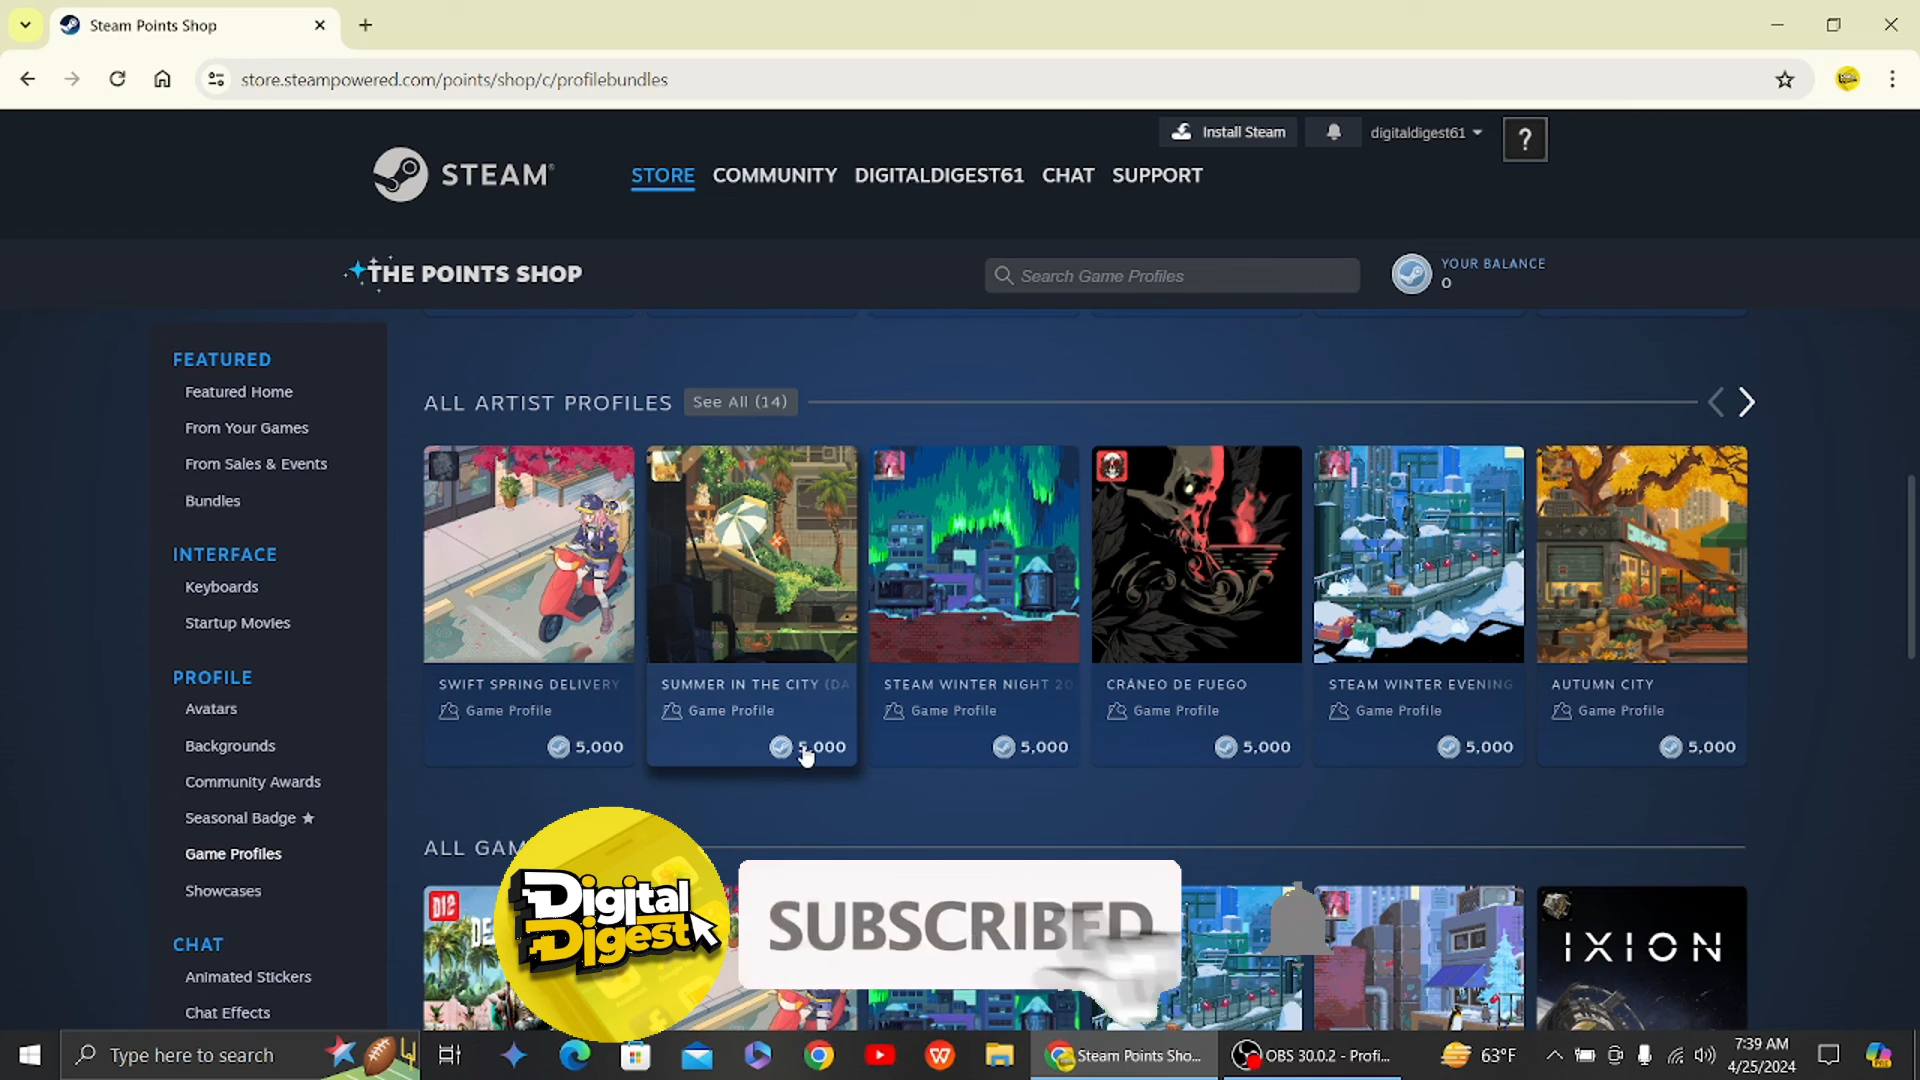 Steam Points Shop
store.steampowered.com/points/shop/c/profilebundles
Install Steam
digitaldigest61
?
STEAM®
STORE COMMUNITY DIGITALDIGEST61 CHAT SUPPORT
THE POINTS SHOP
Search Game Profiles
YOUR BALANCE
0
FEATURED
Featured Home
From Your Games
From Sales & Events
Bundles
INTERFACE
Keyboards
Startup Movies
PROFILE
Avatars
Backgrounds
Community Awards
Seasonal Badge ★
Game Profiles
Showcases
CHAT
Animated Stickers
Chat Effects
ALL ARTIST PROFILES See All (14)
SWIFT SPRING DELIVERY
Game Profile
5,000
SUMMER IN THE CITY (DA
Game Profile
5,000
STEAM WINTER NIGHT 20
Game Profile
5,000
CRÁNEO DE FUEGO
Game Profile
5,000
STEAM WINTER EVENING
Game Profile
5,000
AUTUMN CITY
Game Profile
5,000
ALL GAM
D12
DE
IXION
Digital
Digest
SUBSCRIBED
Type here to search
Steam Points Sho...
OBS 30.0.2 - Profi...
63°F
7:39 AM
4/25/2024